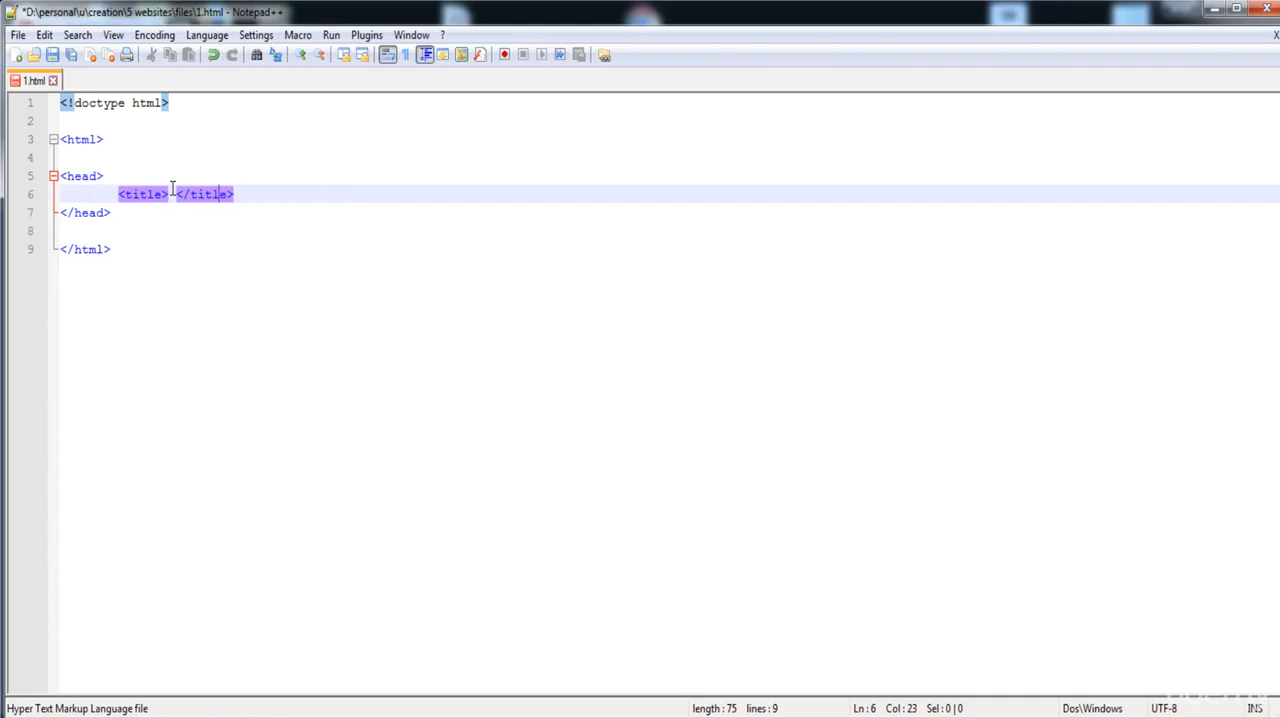 *D:\personal\u\creation\5 websites\files\1.html - Notepad++
File Edit Search View Encoding Language Settings Macro Run Plugins Window ? X
1.html
1 <!doctype html>
2
3 <html>
4
5 <head>
6 <title> </title>
7 </head>
8
9 </html>
Hyper Text Markup Language file length : 75 lines : 9 Ln : 6 Col : 23 Sel : 0 | 0 Dos\Windows UTF-8 INS